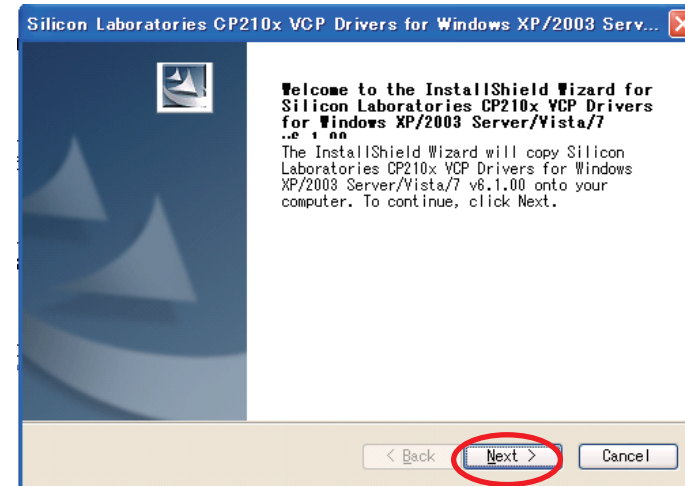 Silicon Laboratories CP210x VCP Drivers for Windows XP/2003 Serv...
Welcome to the InstallShield Wizard for
Silicon Laboratories CP210x VCP Drivers
for Windows XP/2003 Server/Vista/7
v6.1.00
The InstallShield Wizard will copy Silicon
Laboratories CP210x VCP Drivers for Windows
XP/2003 Server/Vista/7 v6.1.00 onto your
computer. To continue, click Next.
< Back Next > Cancel